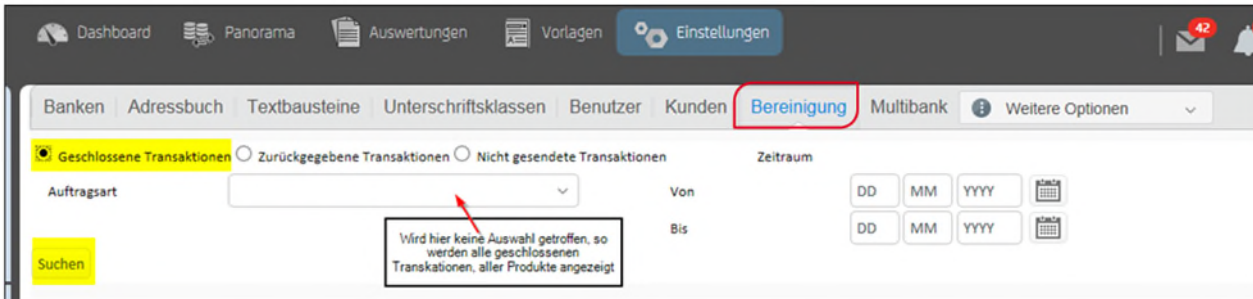 Dashboard Panorama Auswertungen Vorlagen Einstellungen 42
Banken Adressbuch Textbausteine Unterschriftsklassen Benutzer Kunden Bereinigung Multibank Weitere Optionen
Geschlossene Transaktionen Zurückgegebene Transaktionen Nicht gesendete Transaktionen Zeitraum
Auftragsart Von DD MM YYYY
Bis DD MM YYYY
Wird hier keine Auswahl getroffen, so
werden alle geschlossenen
Transkationen, aller Produkte angezeigt
Suchen